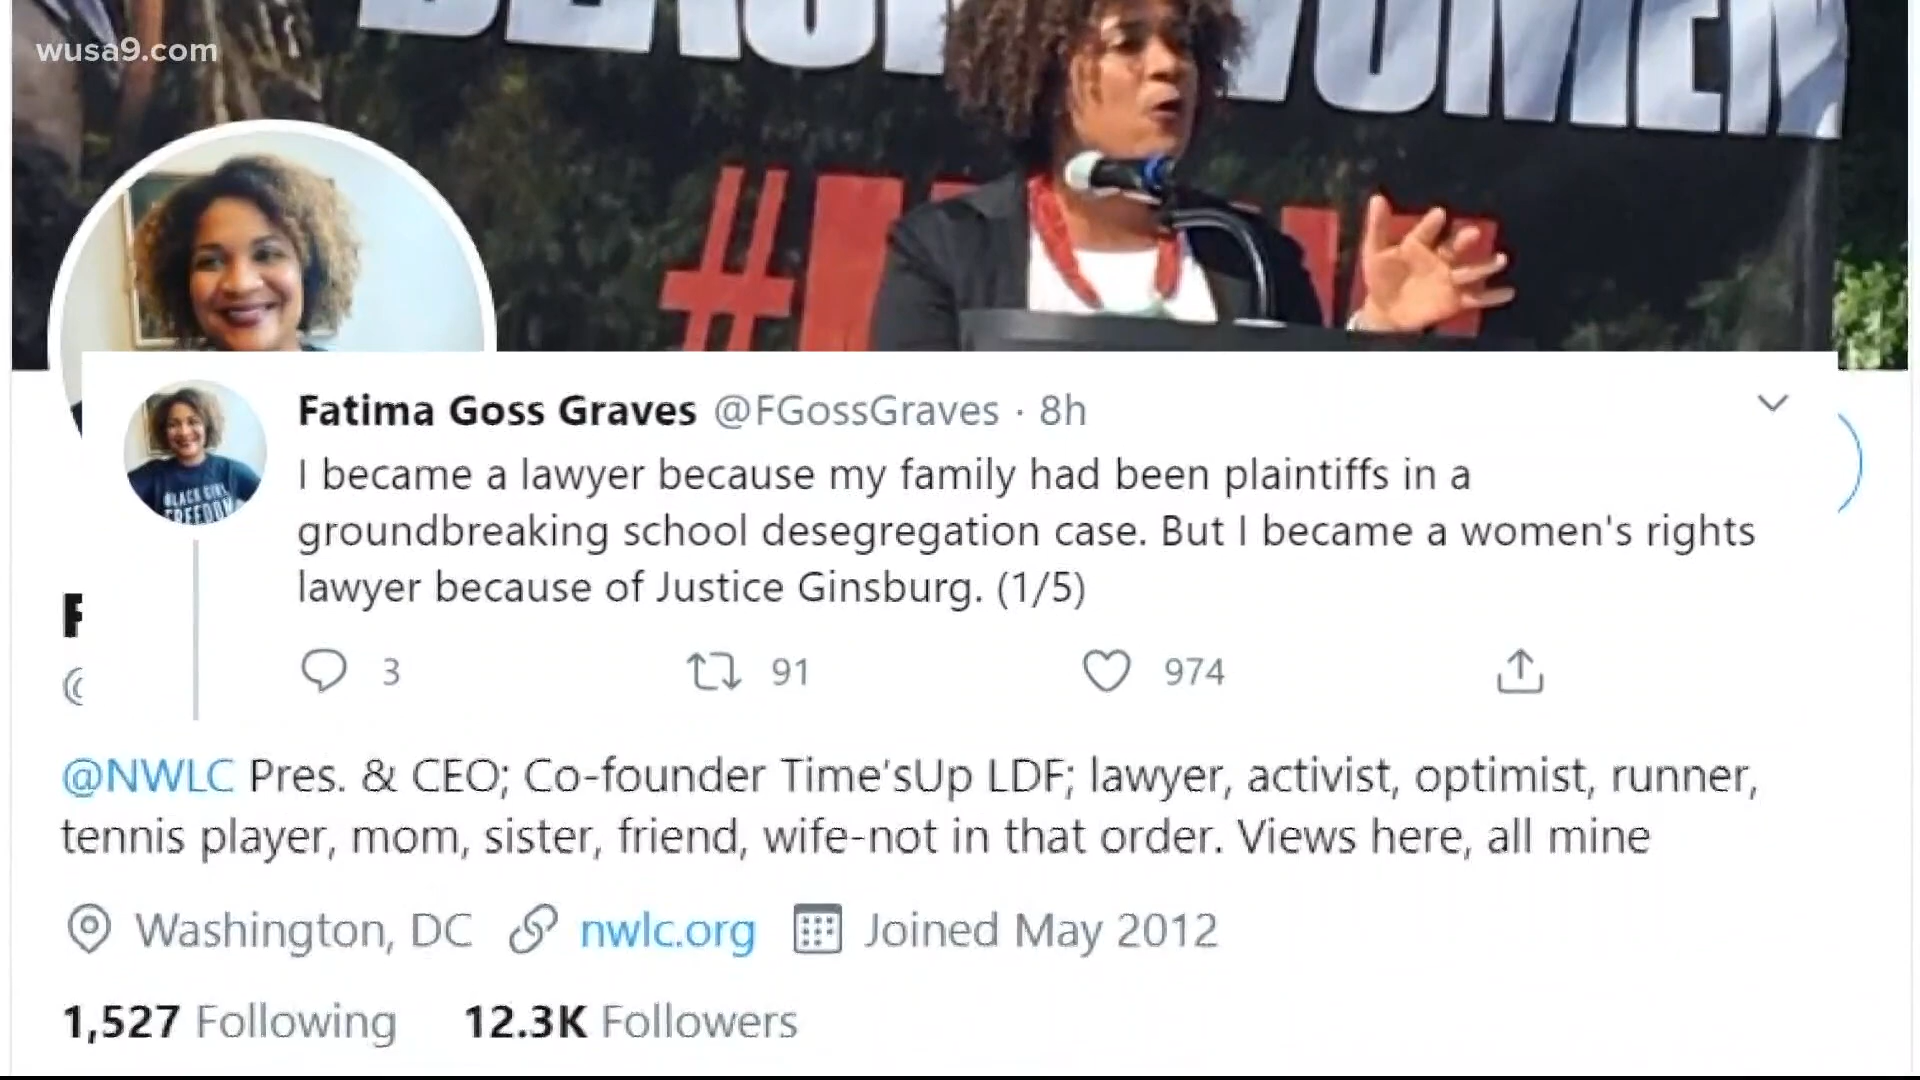 wusa9.com
WOMEN
#
Fatima Goss Graves @FGossGraves · 8h
I became a lawyer because my family had been plaintiffs in a
groundbreaking school desegregation case. But I became a women's rights
lawyer because of Justice Ginsburg. (1/5)
3 91 974
F
@
@NWLC Pres. & CEO; Co-founder Time'sUp LDF; lawyer, activist, optimist, runner,
tennis player, mom, sister, friend, wife-not in that order. Views here, all mine
Washington, DC nwlc.org Joined May 2012
1,527 Following 12.3K Followers